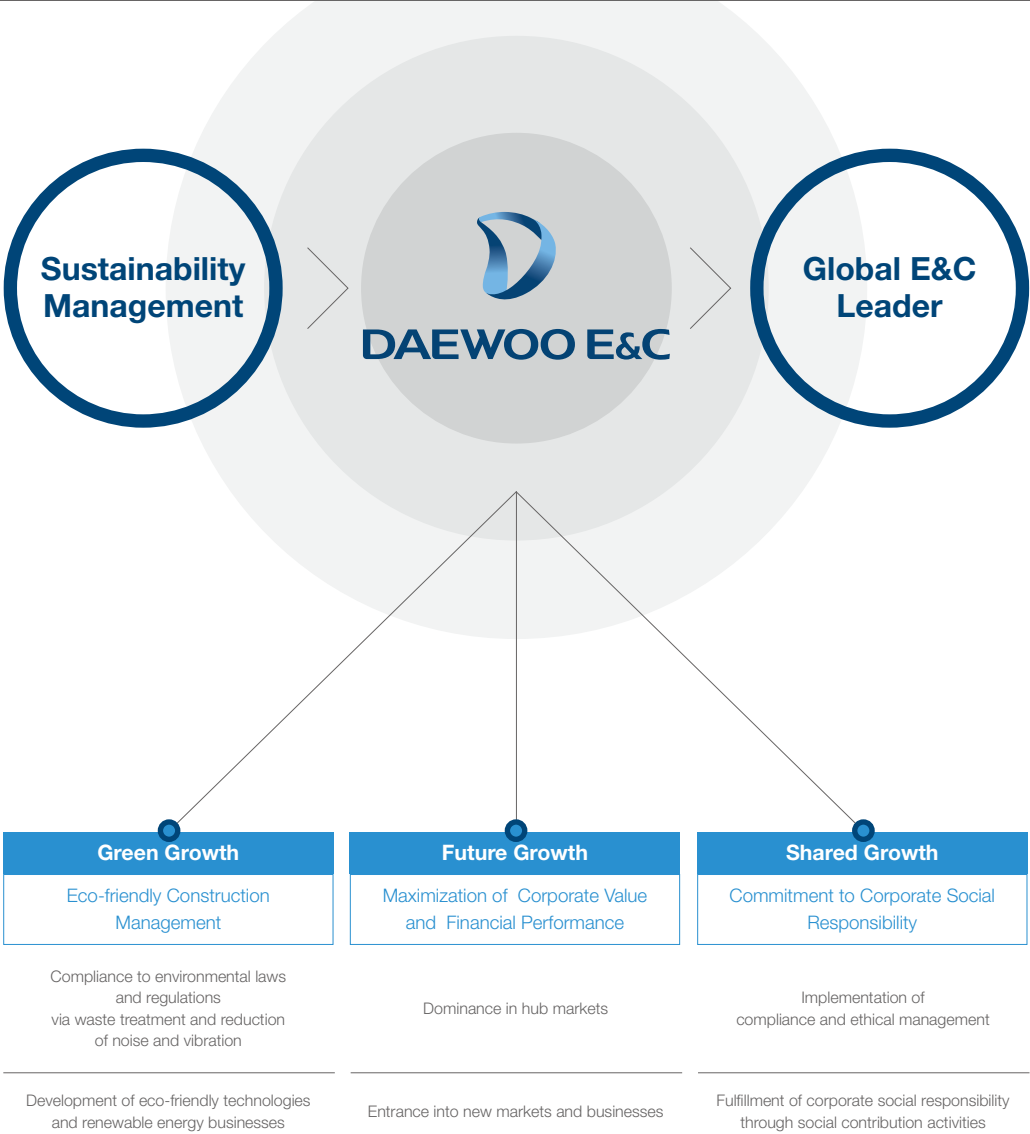 Sustainability
Management
DAEWOO E&C
Global E&C
Leader
Green Growth
Eco-friendly Construction
Management
Compliance to environmental laws
and regulations
via waste treatment and reduction
of noise and vibration
Development of eco-friendly technologies
and renewable energy businesses
Future Growth
Maximization of Corporate Value
and Financial Performance
Dominance in hub markets
Entrance into new markets and businesses
Shared Growth
Commitment to Corporate Social
Responsibility
Implementation of
compliance and ethical management
Fulfillment of corporate social responsibility
through social contribution activities